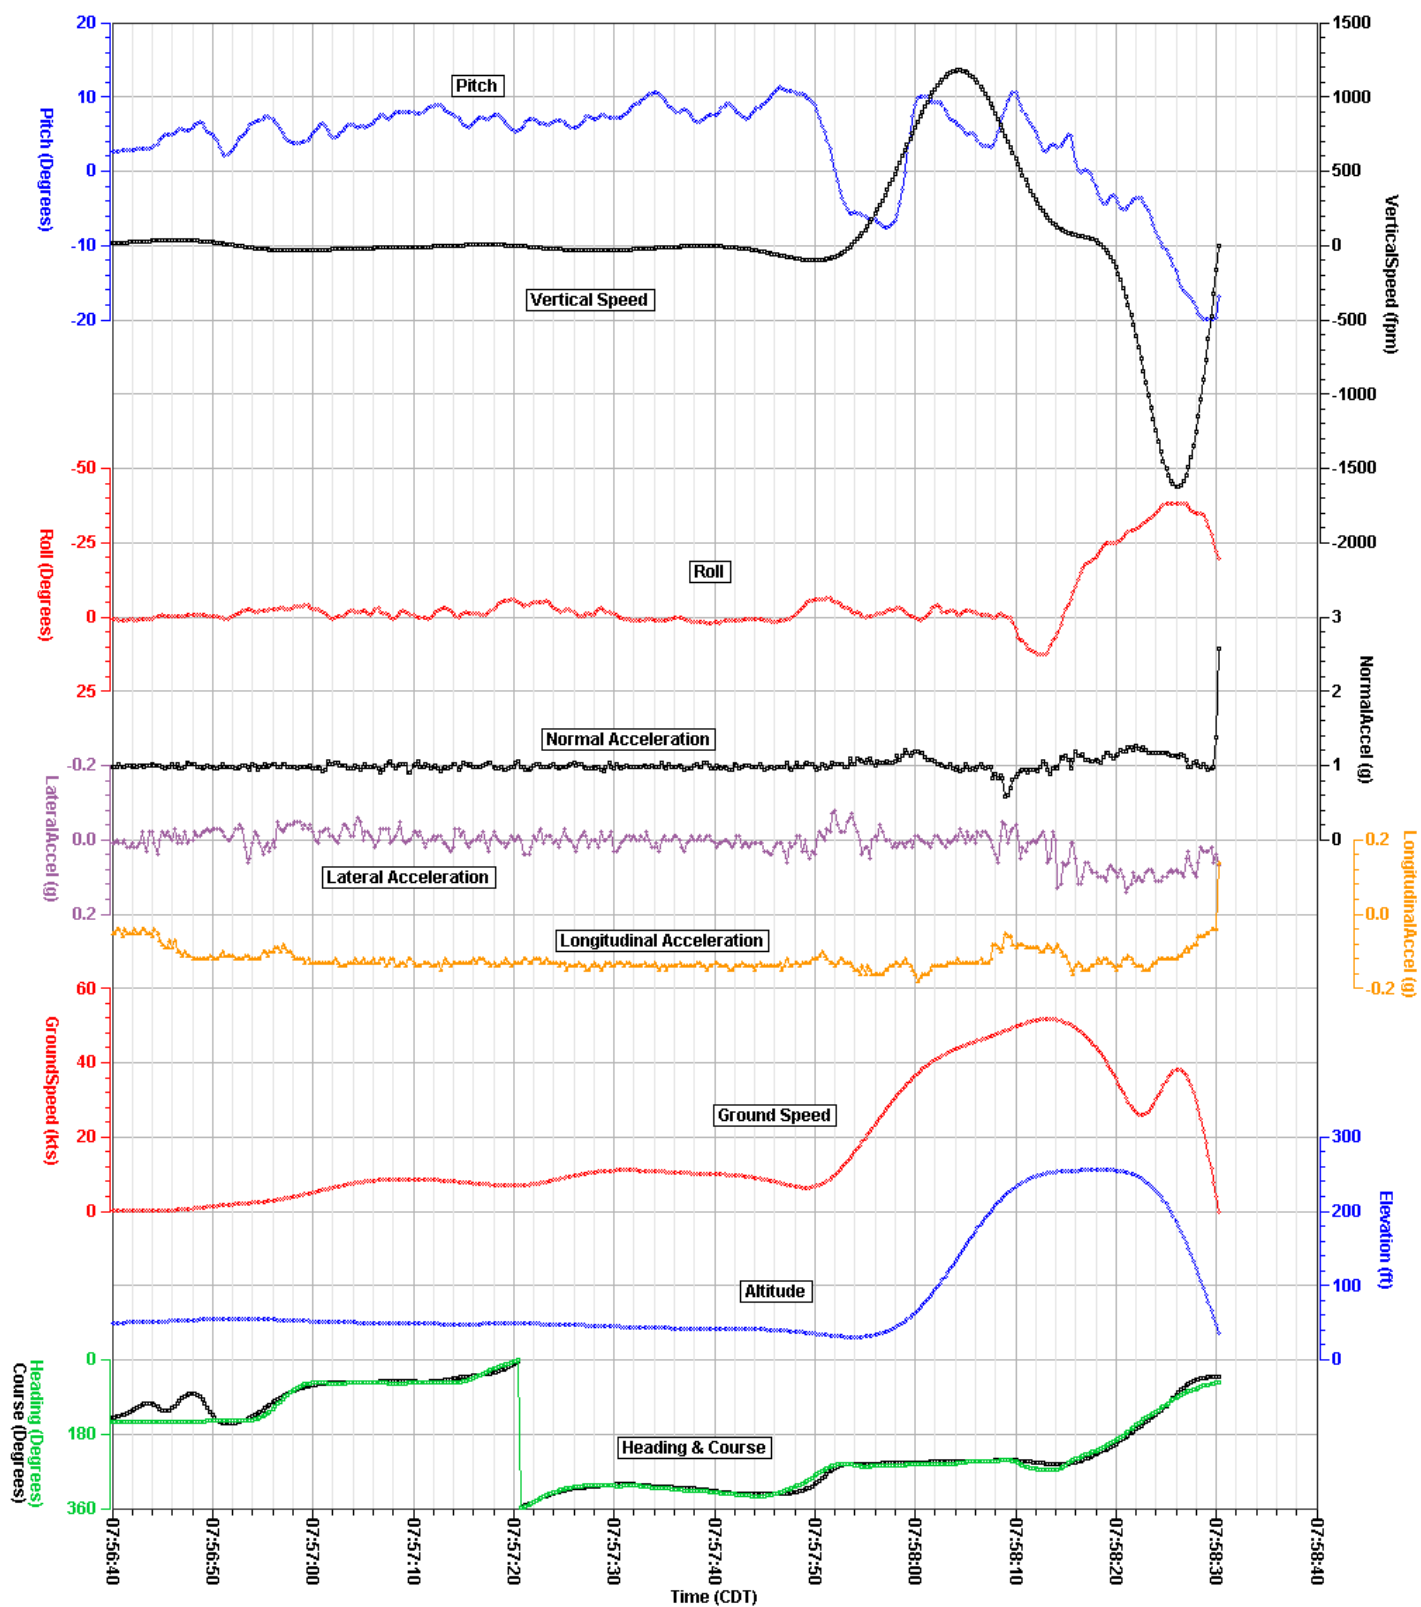 20
10
0
-10
-20
Pitch (Degrees)
1500
1000
500
0
-500
-1000
-1500
-2000
VerticalSpeed (fpm)
Pitch
Vertical Speed
-50
-25
0
25
Roll (Degrees)
Roll
3
2
1
0
NormalAccel (g)
Normal Acceleration
-0.2
0.0
0.2
LateralAccel (g)
Lateral Acceleration
0.2
0.0
-0.2
LongitudinalAccel (g)
Longitudinal Acceleration
60
40
20
0
GroundSpeed (kts)
Ground Speed
300
200
100
0
Elevation (ft)
Altitude
0
180
360
Heading (Degrees)
Course (Degrees)
Heading & Course
07:56:40
07:56:50
07:57:00
07:57:10
07:57:20
07:57:30
07:57:40
07:57:50
07:58:00
07:58:10
07:58:20
07:58:30
07:58:40
Time (CDT)